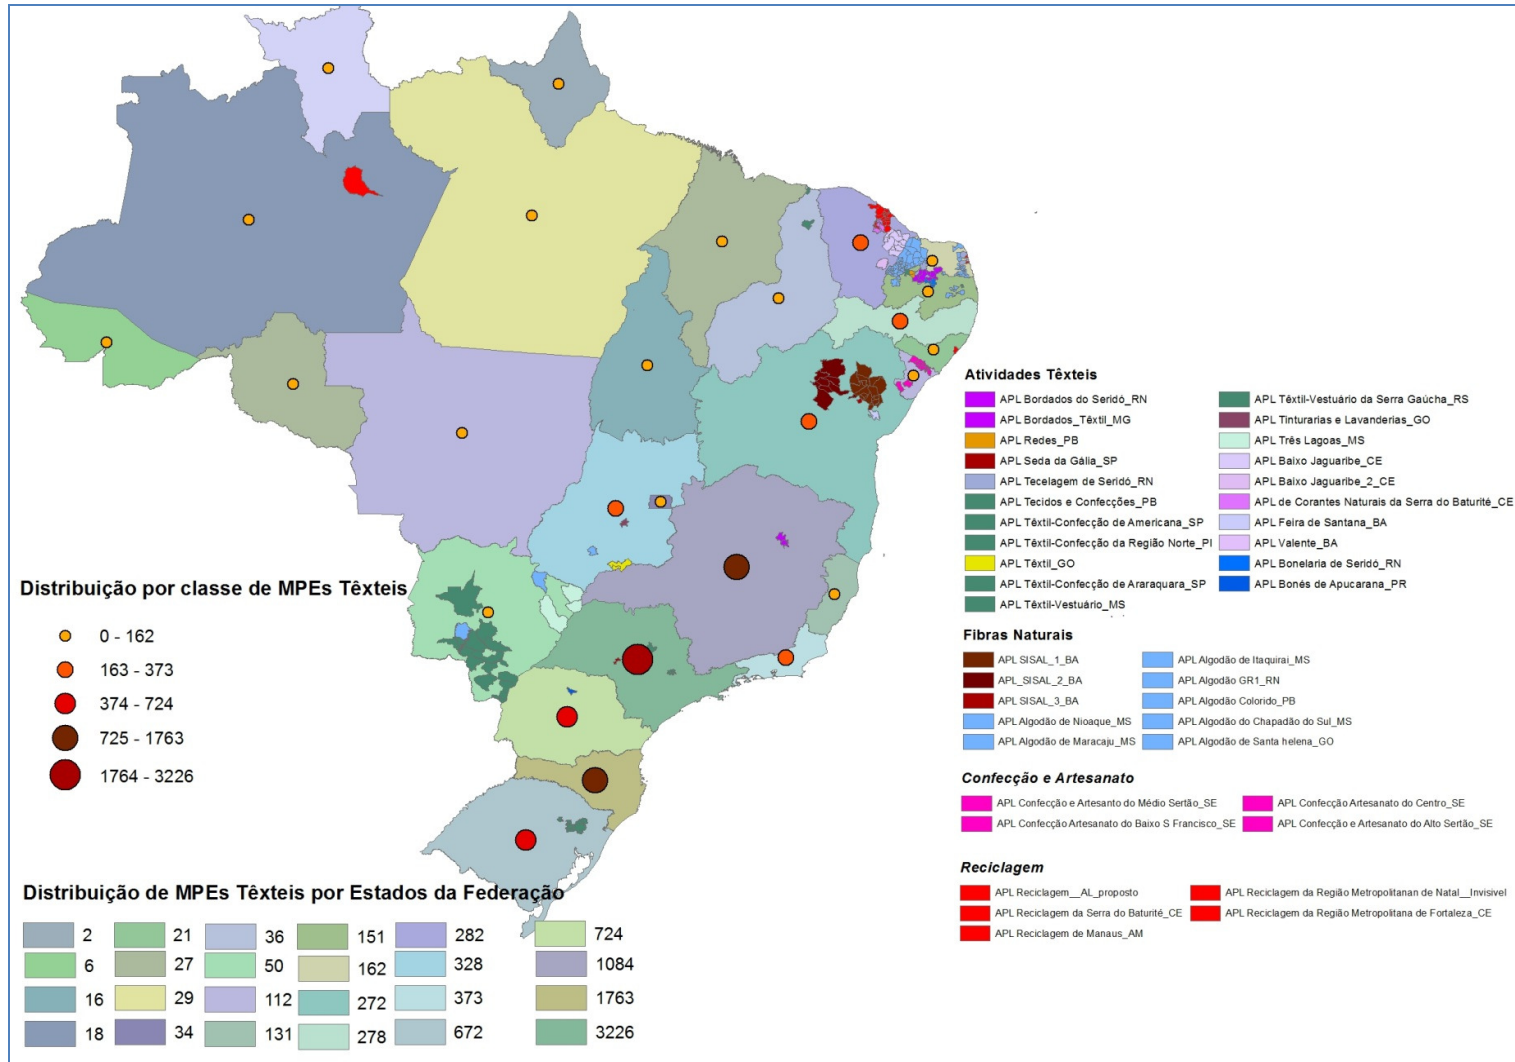 Atividades Têxteis
APL Bordados do Seridó_RN
APL Bordados_Têxtil_MG
APL Redes_PB
APL Seda da Gália_SP
APL Tecelagem de Seridó_RN
APL Tecidos e Confecções_PB
APL Têxtil-Confecção de Americana_SP
APL Têxtil-Confecção da Região Norte_PI
APL Têxtil_GO
APL Têxtil-Confecção de Araraquara_SP
APL Têxtil-Vestuário_MS
APL Têxtil-Vestuário da Serra Gaúcha_RS
APL Tinturarias e Lavanderias_GO
APL Três Lagoas_MS
APL Baixo Jaguaribe_CE
APL Baixo Jaguaribe_2_CE
APL de Corantes Naturais da Serra do Baturité_CE
APL Feira de Santana_BA
APL Valente_BA
APL Bonelaria de Seridó_RN
APL Bonés de Apucarana_PR
Distribuição por classe de MPEs Têxteis
0 - 162
163 - 373
374 - 724
725 - 1763
1764 - 3226
Fibras Naturais
APL SISAL_1_BA
APL_SISAL_2_BA
APL SISAL_3_BA
APL Algodão de Nioaque_MS
APL Algodão de Maracaju_MS
APL Algodão de Itaquirai_MS
APL Algodão GR1_RN
APL Algodão Colorido_PB
APL Algodão do Chapadão do Sul_MS
APL Algodão de Santa helena_GO
Confecção e Artesanato
APL Confecção e Artesanto do Médio Sertão_SE
APL Confecção Artesanato do Baixo S Francisco_SE
APL Confecção Artesanato do Centro_SE
APL Confecção e Artesanato do Alto Sertão_SE
Reciclagem
APL Reciclagem__AL_proposto
APL Reciclagem da Serra do Baturité_CE
APL Reciclagem de Manaus_AM
APL Reciclagem da Região Metropolitanan de Natal__Invisivel
APL Reciclagem da Região Metropolitana de Fortaleza_CE
Distribuição de MPEs Têxteis por Estados da Federação
2
6
16
18
21
27
29
34
36
50
112
131
151
162
272
278
282
328
373
672
724
1084
1763
3226